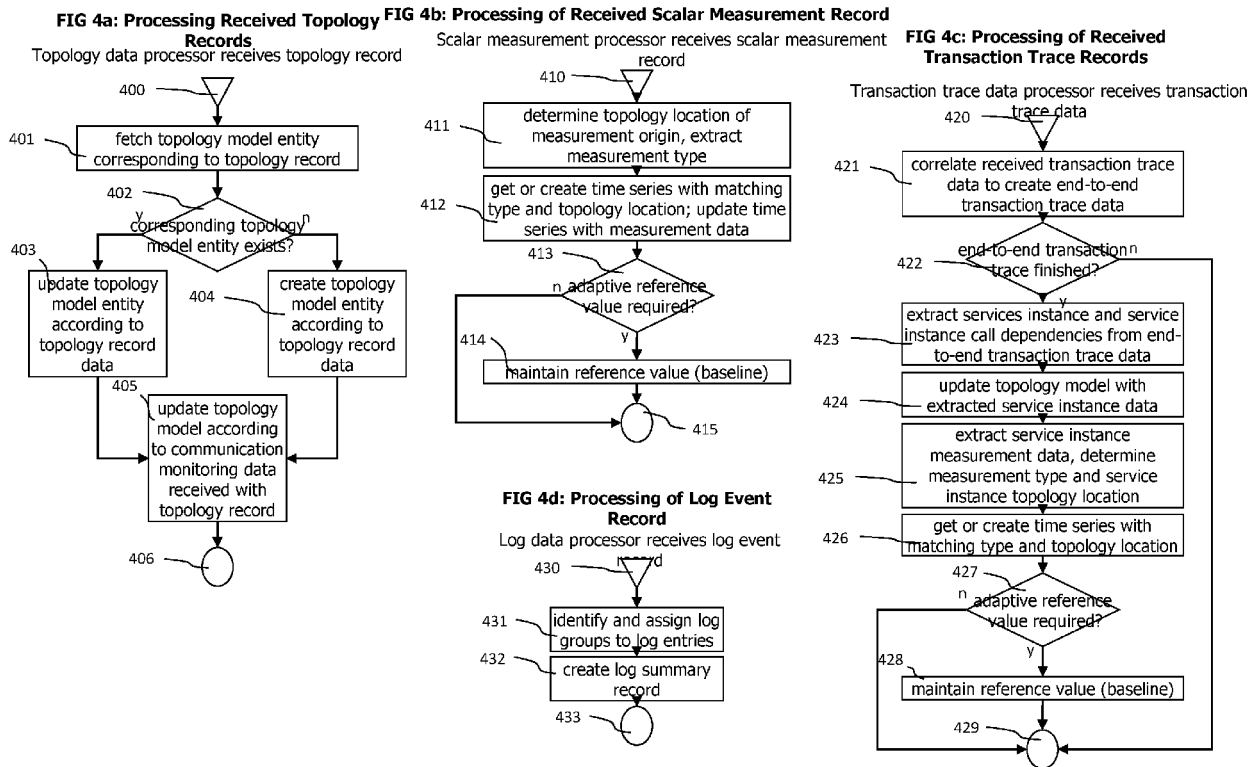 FIG 4a: Processing Received Topology
Records
Topology data processor receives topology record
400
401
fetch topology model entity
corresponding to topology record
402
y
n
corresponding topology
model entity exists?
403
update topology
model entity
according to
topology record
data
404
create topology
model entity
according to
topology record
data
405
update topology
model according
to communication
monitoring data
received with
topology record
406
FIG 4b: Processing of Received Scalar Measurement Record
Scalar measurement processor receives scalar measurement
record
410
411
determine topology location of
measurement origin, extract
measurement type
412
get or create time series with matching
type and topology location; update time
series with measurement data
413
n
adaptive reference
value required?
y
414
maintain reference value (baseline)
415
FIG 4d: Processing of Log Event
Record
Log data processor receives log event
record
430
431
identify and assign log
groups to log entries
432
create log summary
record
433
FIG 4c: Processing of Received
Transaction Trace Records
Transaction trace data processor receives transaction
trace data
420
421
correlate received transaction trace
data to create end-to-end
transaction trace data
end-to-end transaction
trace finished?
n
422
y
423
extract services instance and service
instance call dependencies from end-
to-end transaction trace data
424
update topology model with
extracted service instance data
425
extract service instance
measurement data, determine
measurement type and service
instance topology location
426
get or create time series with
matching type and topology location
427
n
adaptive reference
value required?
y
428
maintain reference value (baseline)
429